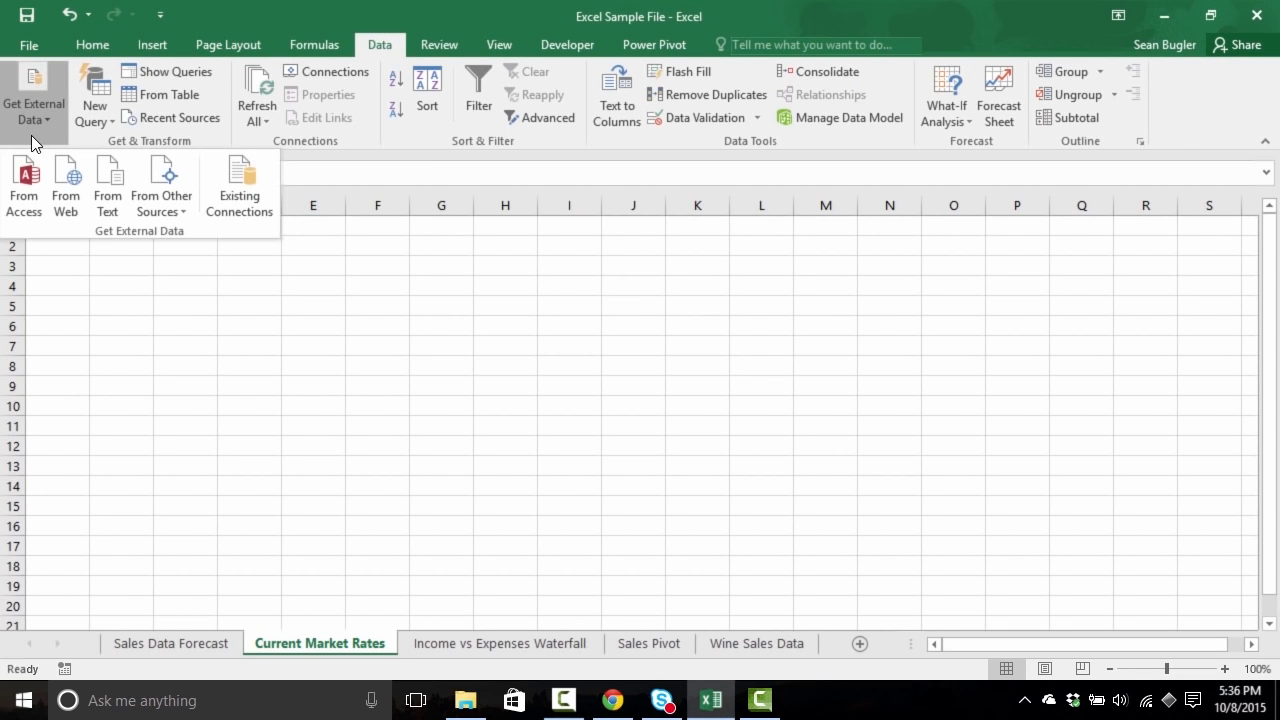 Excel Sample File - Excel
File Home Insert Page Layout Formulas Data Review View Developer Power Pivot Tell me what you want to do... Sean Bugler Share
Get External Data
New Query
Show Queries
From Table
Recent Sources
Get & Transform
Refresh All
Connections
Properties
Edit Links
Connections
Sort
Filter
Clear
Reapply
Advanced
Sort & Filter
Text to Columns
Flash Fill
Remove Duplicates
Data Validation
Consolidate
Relationships
Manage Data Model
Data Tools
What-If Analysis
Forecast Sheet
Forecast
Group
Ungroup
Subtotal
Outline
From Access
From Web
From Text
From Other Sources
Existing Connections
Get External Data
E F G H I J K L M N O P Q R S
2
3
4
5
6
7
8
9
10
11
12
13
14
15
16
17
18
19
20
21
Sales Data Forecast Current Market Rates Income vs Expenses Waterfall Sales Pivot Wine Sales Data
Ready 100%
Ask me anything
5:36 PM
10/8/2015